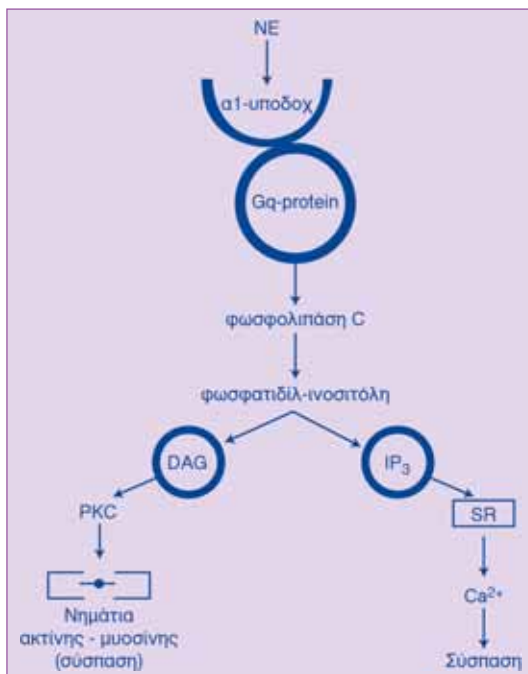 NE
α1-υποδοχ
Gq-protein
φωσφολιπάση C
φωσφατιδίλ-ινοσιτόλη
DAG
IP₃
PKC
SR
Ca²⁺
Νημάτια
ακτίνης - μυοσίνης
(σύσπαση)
Σύσπαση